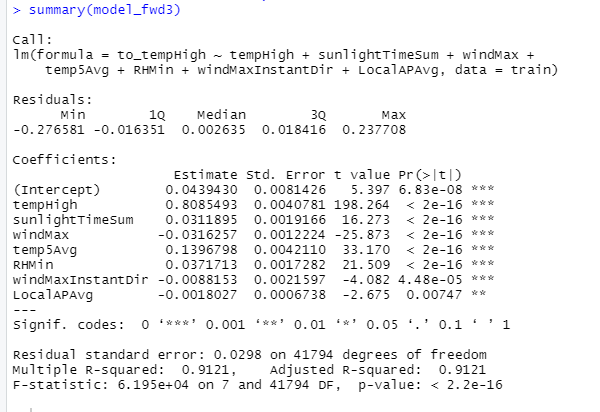 > summary(model_fwd3)
Call:
lm(formula = to_tempHigh ~ tempHigh + sunlightTimeSum + windMax +
    temp5Avg + RHMin + windMaxInstantDir + LocalAPAvg, data = train)
Residuals:
      Min        1Q    Median        3Q       Max
-0.276581 -0.016351  0.002635  0.018416  0.237708
Coefficients:
                    Estimate Std. Error t value Pr(>|t|)
(Intercept)        0.0439430  0.0081426   5.397 6.83e-08 ***
tempHigh           0.8085493  0.0040781 198.264  < 2e-16 ***
sunlightTimeSum    0.0311895  0.0019166  16.273  < 2e-16 ***
windMax           -0.0316257  0.0012224 -25.873  < 2e-16 ***
temp5Avg           0.1396798  0.0042110  33.170  < 2e-16 ***
RHMin              0.0371713  0.0017282  21.509  < 2e-16 ***
windMaxInstantDir -0.0088153  0.0021597  -4.082 4.48e-05 ***
LocalAPAvg        -0.0018027  0.0006738  -2.675  0.00747 **
---
Signif. codes:  0 ‘***’ 0.001 ‘**’ 0.01 ‘*’ 0.05 ‘.’ 0.1 ‘ ’ 1
Residual standard error: 0.0298 on 41794 degrees of freedom
Multiple R-squared:  0.9121,    Adjusted R-squared:  0.9121
F-statistic: 6.195e+04 on 7 and 41794 DF,  p-value: < 2.2e-16